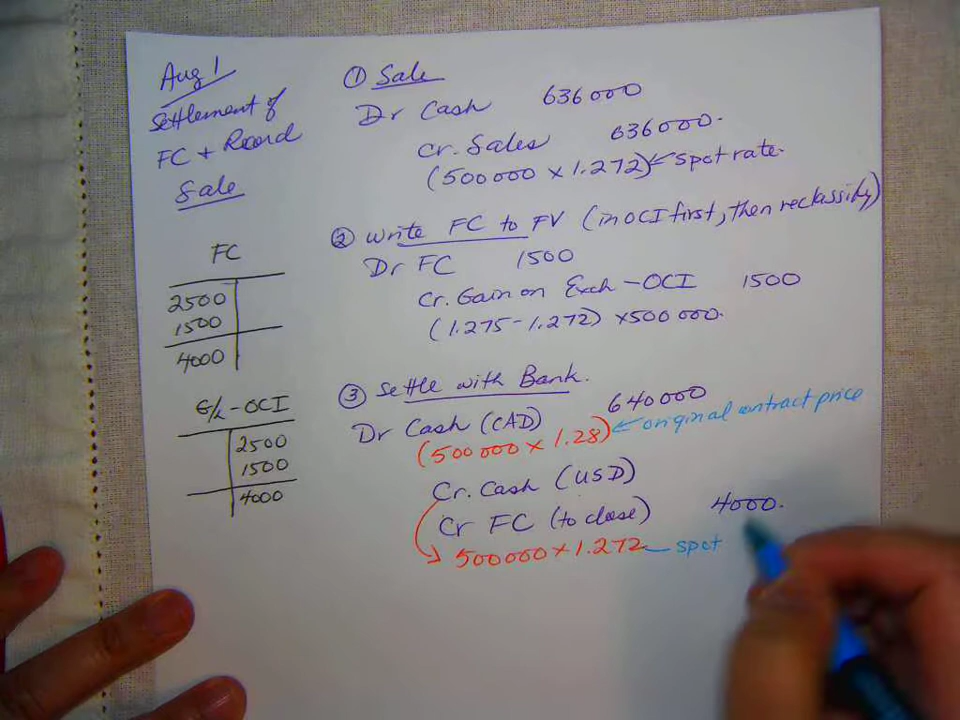 Aug 1
Settlement of
FC + Record
Sale
① Sale
Dr Cash 636000
Cr. Sales 636000.
(500000 x 1.272) ← spot rate.
② Write FC to FV (in OCI first, then reclassify)
Dr FC 1500
Cr. Gain on Exch - OCI 1500
(1.275 - 1.272) x 500 000.
③ Settle with Bank.
Dr Cash (CAD) 640000
(500000 x 1.28) ← original contract price
Cr. Cash (USD)
Cr FC (to close) 4000.
500000 x 1.272 — spot
FC
2500
1500
4000
G/L - OCI
2500
1500
4000